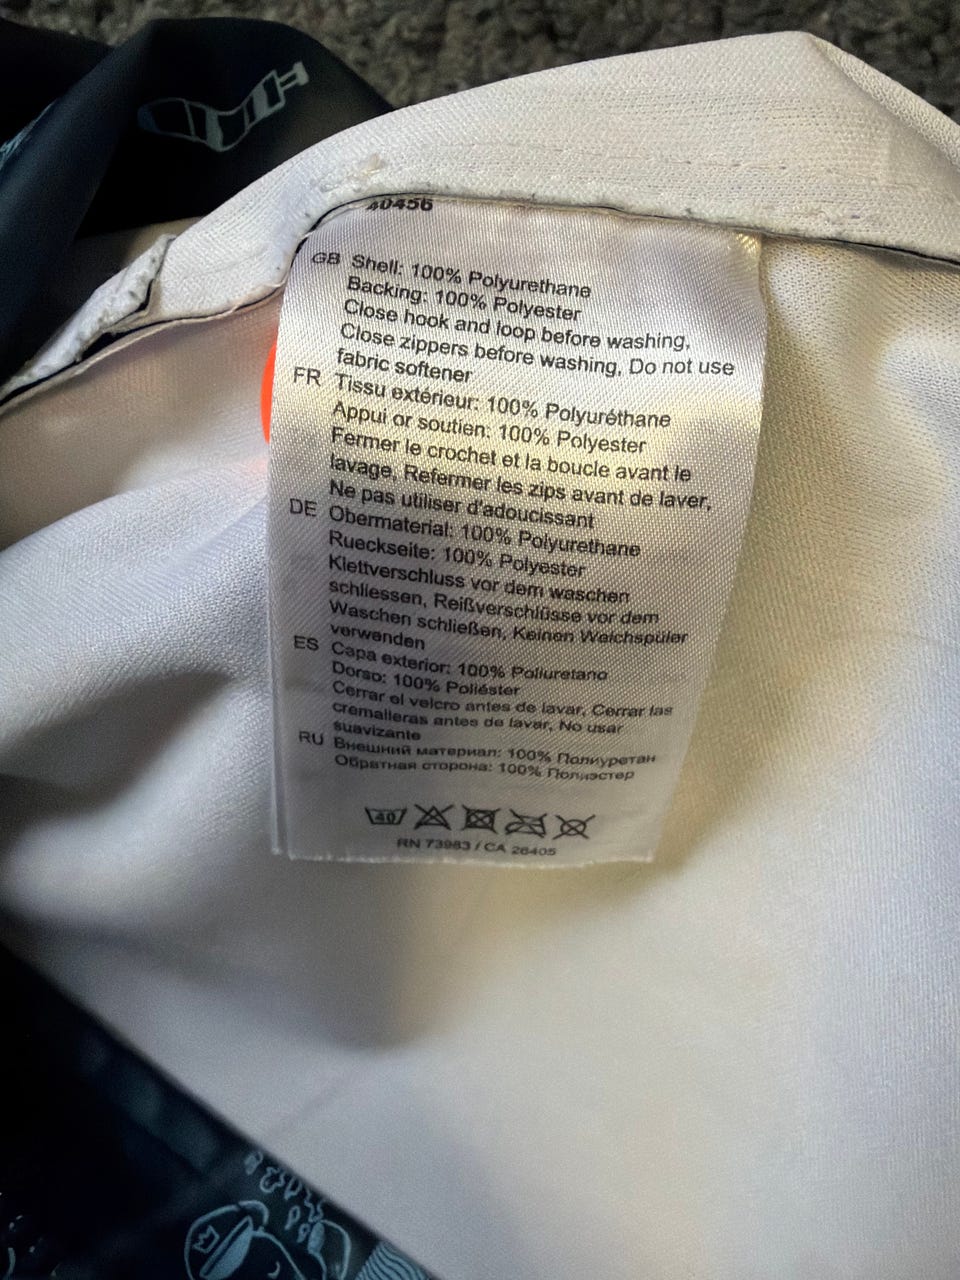 40456
GB Shell: 100% Polyurethane
Backing: 100% Polyester
Close hook and loop before washing,
Close zippers before washing, Do not use
fabric softener
FR Tissu extérieur: 100% Polyuréthane
Appui or soutien: 100% Polyester
Fermer le crochet et la boucle avant le
lavage, Refermer les zips avant de laver,
Ne pas utiliser d'adoucissant
DE Obermaterial: 100% Polyurethane
Rueckseite: 100% Polyester
Klettverschluss vor dem waschen
schliessen, Reißverschlüsse vor dem
Waschen schließen, Keinen Weichspüler
verwenden
ES Capa exterior: 100% Poliuretano
Dorso: 100% Poliéster
Cerrar el velcro antes de lavar, Cerrar las
cremalleras antes de lavar, No usar
suavizante
RU Внешний материал: 100% Полиуретан
Обратная сторона: 100% Полиэстер
40
RN 73983 / CA 26405